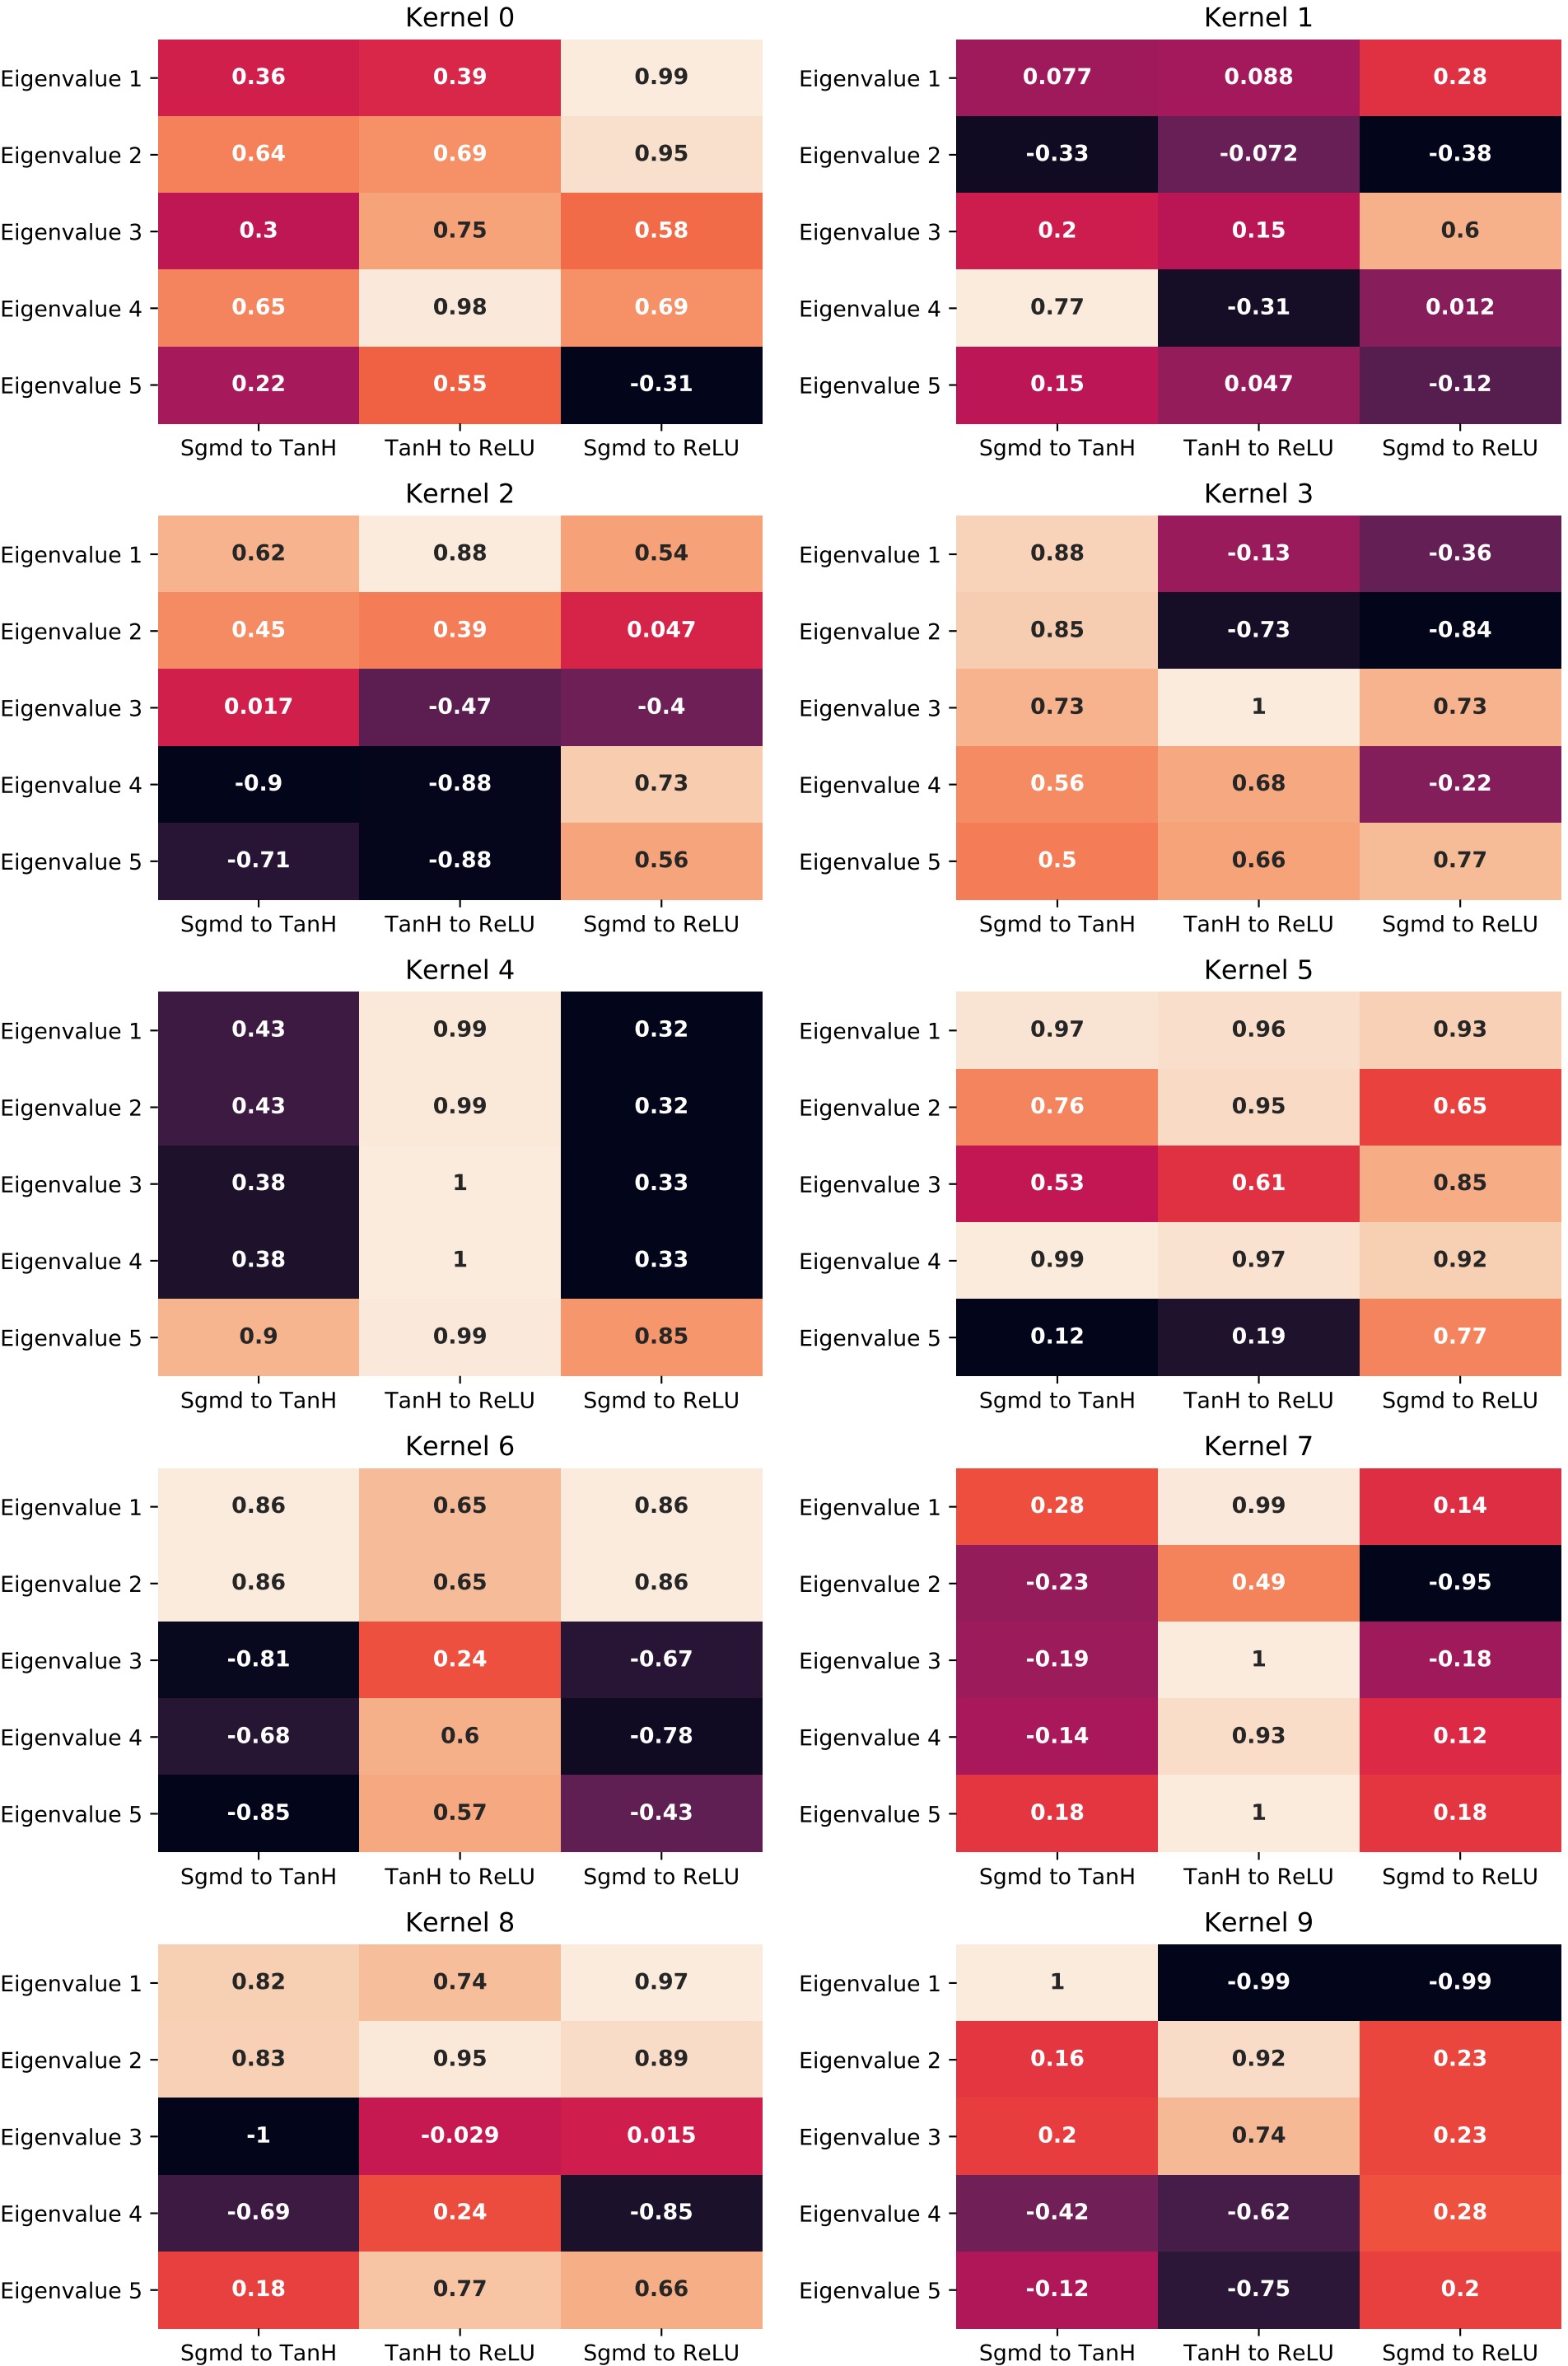 Kernel 0
Eigenvalue 1 0.36 0.39 0.99
Eigenvalue 2 0.64 0.69 0.95
Eigenvalue 3 0.3 0.75 0.58
Eigenvalue 4 0.65 0.98 0.69
Eigenvalue 5 0.22 0.55 -0.31
Sgmd to TanH TanH to ReLU Sgmd to ReLU
Kernel 1
Eigenvalue 1 0.077 0.088 0.28
Eigenvalue 2 -0.33 -0.072 -0.38
Eigenvalue 3 0.2 0.15 0.6
Eigenvalue 4 0.77 -0.31 0.012
Eigenvalue 5 0.15 0.047 -0.12
Sgmd to TanH TanH to ReLU Sgmd to ReLU
Kernel 2
Eigenvalue 1 0.62 0.88 0.54
Eigenvalue 2 0.45 0.39 0.047
Eigenvalue 3 0.017 -0.47 -0.4
Eigenvalue 4 -0.9 -0.88 0.73
Eigenvalue 5 -0.71 -0.88 0.56
Sgmd to TanH TanH to ReLU Sgmd to ReLU
Kernel 3
Eigenvalue 1 0.88 -0.13 -0.36
Eigenvalue 2 0.85 -0.73 -0.84
Eigenvalue 3 0.73 1 0.73
Eigenvalue 4 0.56 0.68 -0.22
Eigenvalue 5 0.5 0.66 0.77
Sgmd to TanH TanH to ReLU Sgmd to ReLU
Kernel 4
Eigenvalue 1 0.43 0.99 0.32
Eigenvalue 2 0.43 0.99 0.32
Eigenvalue 3 0.38 1 0.33
Eigenvalue 4 0.38 1 0.33
Eigenvalue 5 0.9 0.99 0.85
Sgmd to TanH TanH to ReLU Sgmd to ReLU
Kernel 5
Eigenvalue 1 0.97 0.96 0.93
Eigenvalue 2 0.76 0.95 0.65
Eigenvalue 3 0.53 0.61 0.85
Eigenvalue 4 0.99 0.97 0.92
Eigenvalue 5 0.12 0.19 0.77
Sgmd to TanH TanH to ReLU Sgmd to ReLU
Kernel 6
Eigenvalue 1 0.86 0.65 0.86
Eigenvalue 2 0.86 0.65 0.86
Eigenvalue 3 -0.81 0.24 -0.67
Eigenvalue 4 -0.68 0.6 -0.78
Eigenvalue 5 -0.85 0.57 -0.43
Sgmd to TanH TanH to ReLU Sgmd to ReLU
Kernel 7
Eigenvalue 1 0.28 0.99 0.14
Eigenvalue 2 -0.23 0.49 -0.95
Eigenvalue 3 -0.19 1 -0.18
Eigenvalue 4 -0.14 0.93 0.12
Eigenvalue 5 0.18 1 0.18
Sgmd to TanH TanH to ReLU Sgmd to ReLU
Kernel 8
Eigenvalue 1 0.82 0.74 0.97
Eigenvalue 2 0.83 0.95 0.89
Eigenvalue 3 -1 -0.029 0.015
Eigenvalue 4 -0.69 0.24 -0.85
Eigenvalue 5 0.18 0.77 0.66
Sgmd to TanH TanH to ReLU Sgmd to ReLU
Kernel 9
Eigenvalue 1 1 -0.99 -0.99
Eigenvalue 2 0.16 0.92 0.23
Eigenvalue 3 0.2 0.74 0.23
Eigenvalue 4 -0.42 -0.62 0.28
Eigenvalue 5 -0.12 -0.75 0.2
Sgmd to TanH TanH to ReLU Sgmd to ReLU